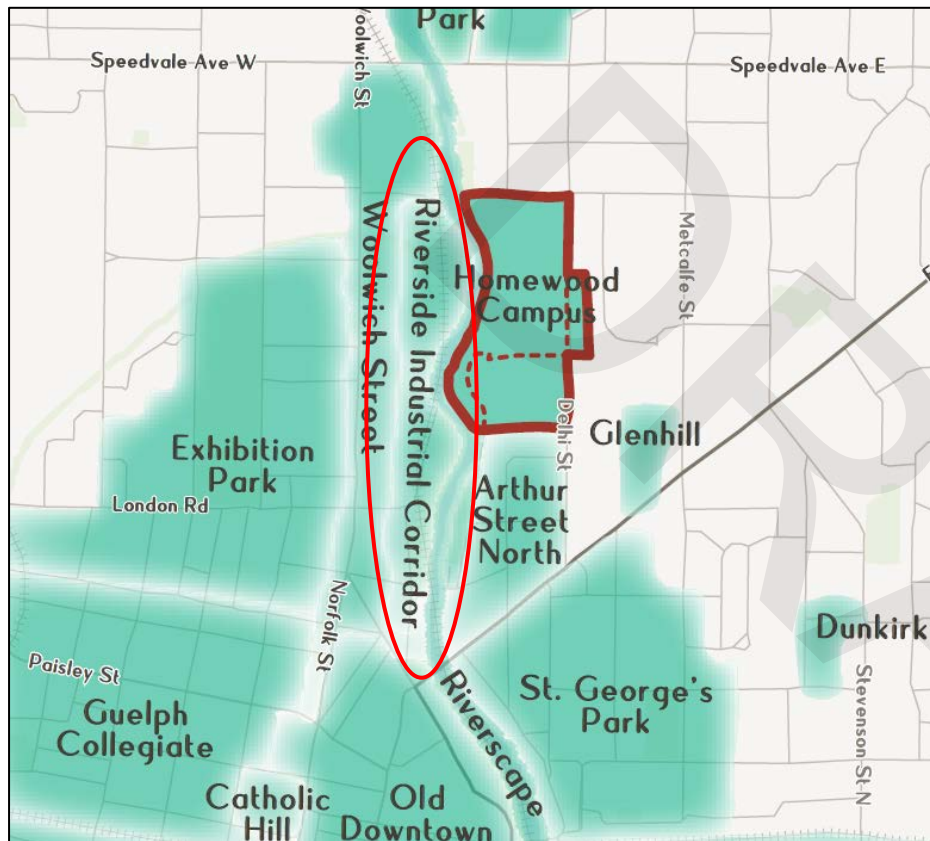 Park
Woolwich St
Speedvale Ave W
Speedvale Ave E
Woolwich Street
Riverside Industrial Corridor
Homewood
Campus
Metcalfe St
Exhibition
Park
London Rd
Delhi St
Glenhill
Arthur
Street
North
Norfolk St
Paisley St
Guelph
Collegiate
Riverscape
St. George's
Park
Dunkirk
Stevenson St N
Catholic
Hill
Old
Downtown